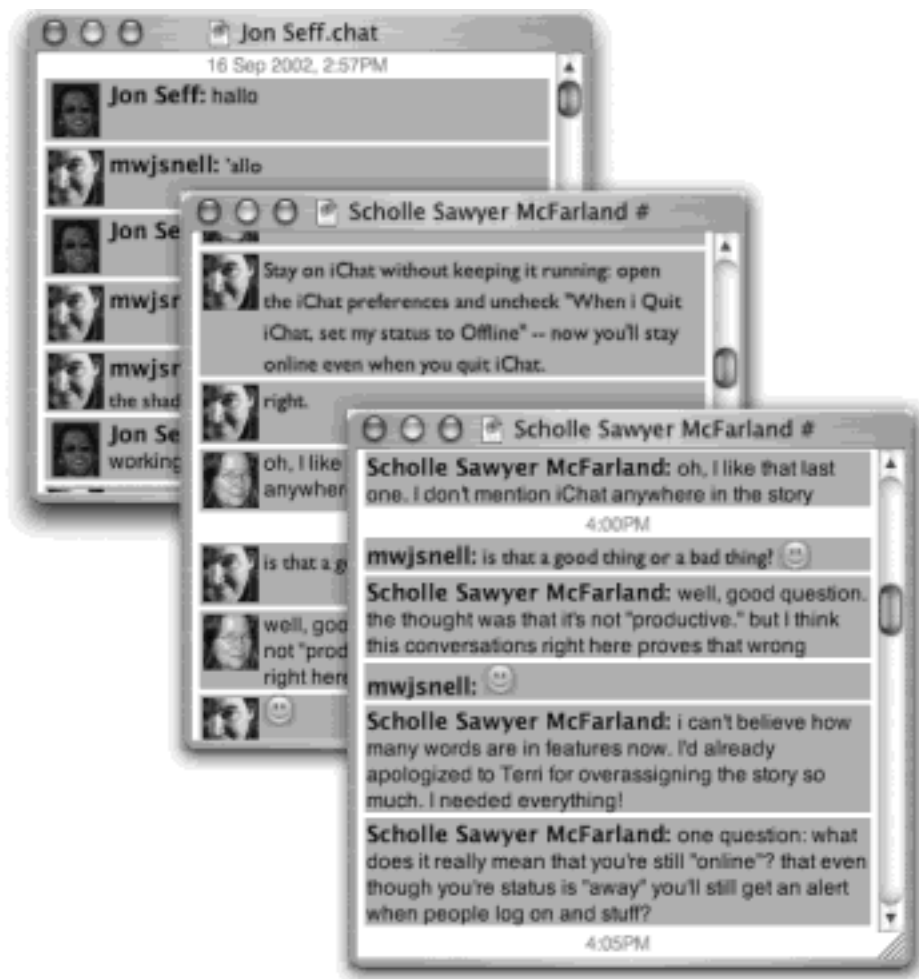 Jon Seff.chat
16 Sep 2002, 2:57PM
Jon Seff: hallo
mwjsnell: 'allo
Jon Se
mwjsr
mwjsr
the shad
Jon Se
working
Scholle Sawyer McFarland #
Stay on iChat without keeping it running: open
the iChat preferences and uncheck "When i Quit
iChat, set my status to Offline" -- now you'll stay
online even when you quit iChat.
right.
oh, I like
anywher
is that a g
well, goo
not "prod
right here
Scholle Sawyer McFarland #
Scholle Sawyer McFarland: oh, I like that last
one. I don't mention iChat anywhere in the story
4:00PM
mwjsnell: is that a good thing or a bad thing!
Scholle Sawyer McFarland: well, good question.
the thought was that it's not "productive." but I think
this conversations right here proves that wrong
mwjsnell:
Scholle Sawyer McFarland: i can't believe how
many words are in features now. I'd already
apologized to Terri for overassigning the story so
much. I needed everything!
Scholle Sawyer McFarland: one question: what
does it really mean that you're still "online"? that even
though you're status is "away" you'll still get an alert
when people log on and stuff?
4:05PM